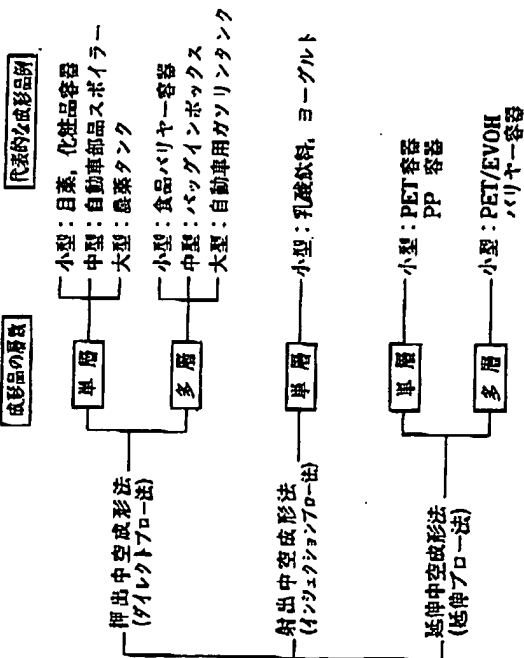 成形品の層数
代表的な成形品例
押出中空成形法
(ダイレクトブロー法)
単層
小型：目薬，化粧品容器
中型：自動車部品スポイラー
大型：農薬タンク
多層
小型：食品バリヤー容器
中型：バッグインボックス
大型：自動車用ガソリンタンク
射出中空成形法
(インジェクションブロー法)
単層
小型：乳酸飲料，ヨーグルト
延伸中空成形法
(延伸ブロー法)
単層
小型：PET容器
PP 容器
多層
小型：PET/EVOH
バリヤー容器